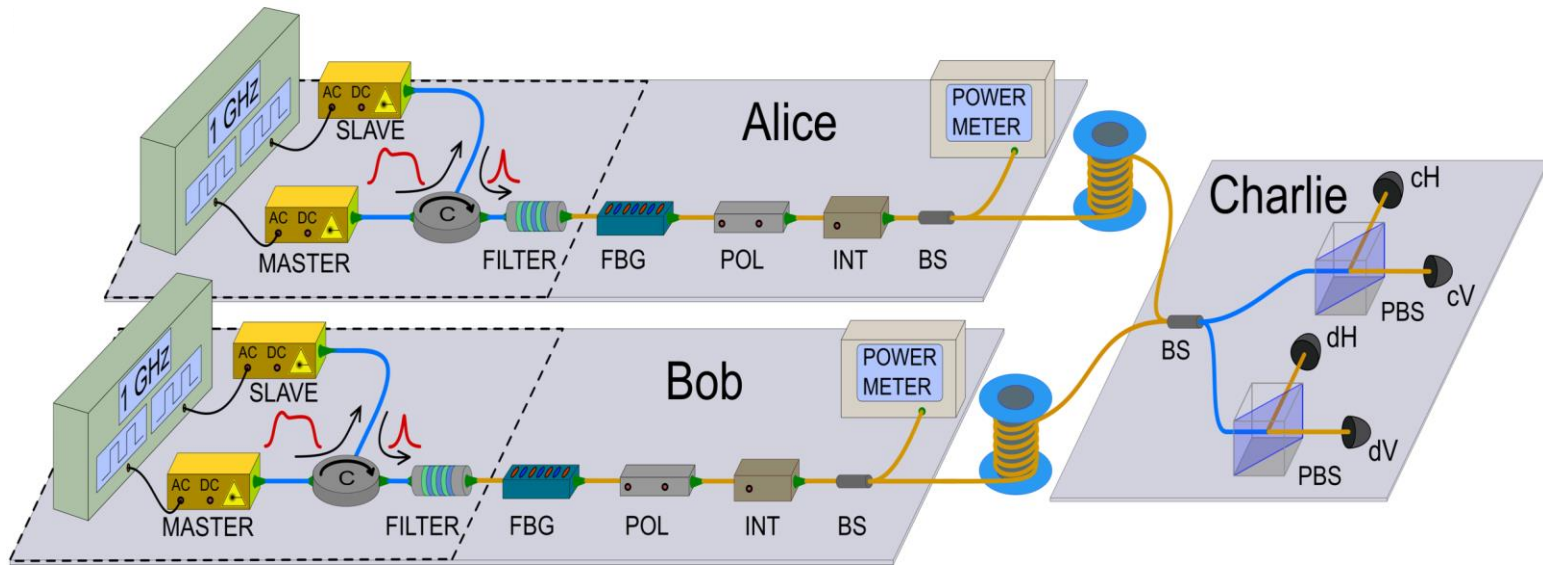 1 GHz
AC DC
SLAVE
AC DC
MASTER
C
FILTER
Alice
FBG
POL
INT
BS
POWER
METER
1 GHz
AC DC
SLAVE
AC DC
MASTER
C
FILTER
Bob
FBG
POL
INT
BS
POWER
METER
Charlie
BS
cH
cV
PBS
dH
dV
PBS